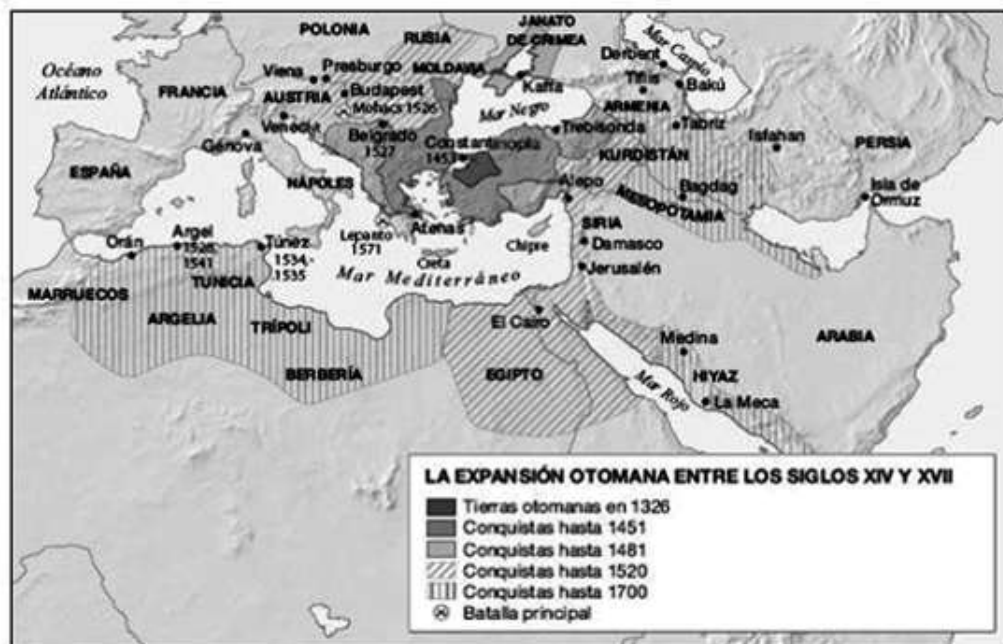 POLONIA
RUSIA
JANATO
DE CRIMEA
Mar Caspio
Océano
Atlántico
Viena
Presburgo
MOLDAVIA
Derbent
Tiflis
Bakú
FRANCIA
AUSTRIA
Budapest
Mohacs 1526
Kaffa
Mar Negro
ARMENIA
Génova
Belgrado
1527
Constantinopla
1453
Trebisonda
Tabriz
Isfahan
PERSIA
ESPAÑA
NÁPOLES
KURDISTÁN
Alepo
Bagdag
MESOPOTAMIA
Isla de
Ormuz
Orán
Argel
1526,
1541
Túnez
1534,-
1535
Lepanto
1571
Atenas
Creta
Chipre
SIRIA
Damasco
Jerusalén
Mar Mediterráneo
MARRUECOS
TUNICIA
ARGELIA
TRÍPOLI
BERBERÍA
El Cairo
EGIPTO
Mar Rojo
Medina
HIYAZ
La Meca
ARABIA
LA EXPANSIÓN OTOMANA ENTRE LOS SIGLOS XIV Y XVII
Tierras otomanas en 1326
Conquistas hasta 1451
Conquistas hasta 1481
Conquistas hasta 1520
Conquistas hasta 1700
Batalla principal